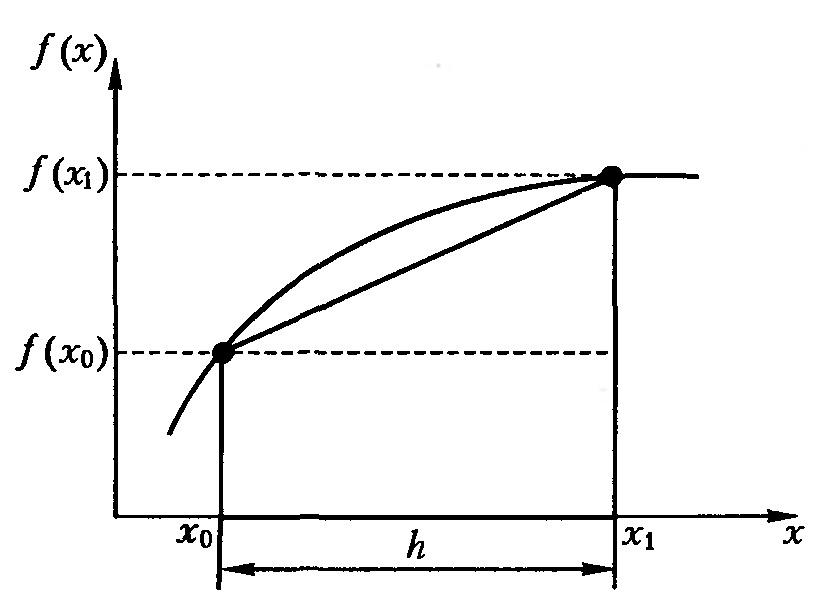 f(x)
f(x₁)
f(x₀)
x₀
h
x₁
x